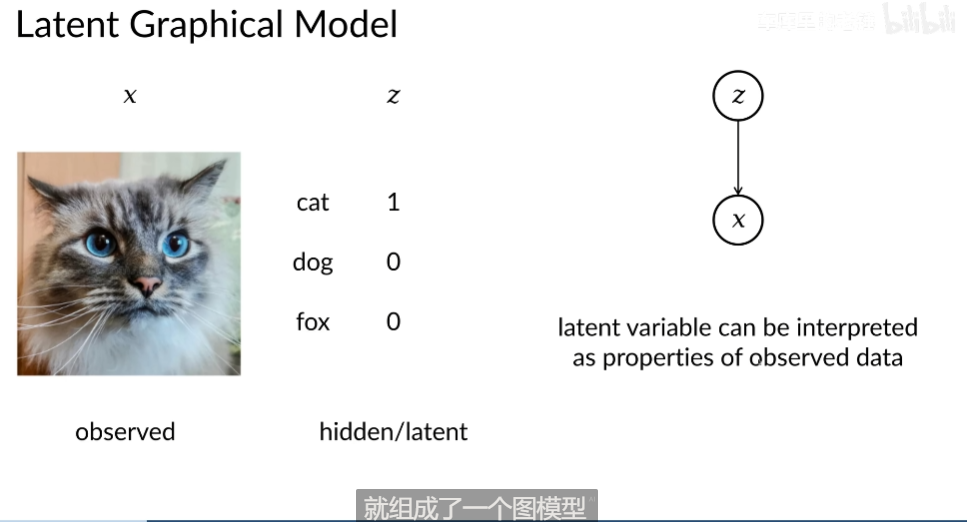 Latent Graphical Model
bilibili
x z
z
cat 1
x
dog 0
fox 0
latent variable can be interpreted
as properties of observed data
observed hidden/latent
就组成了一个图模型